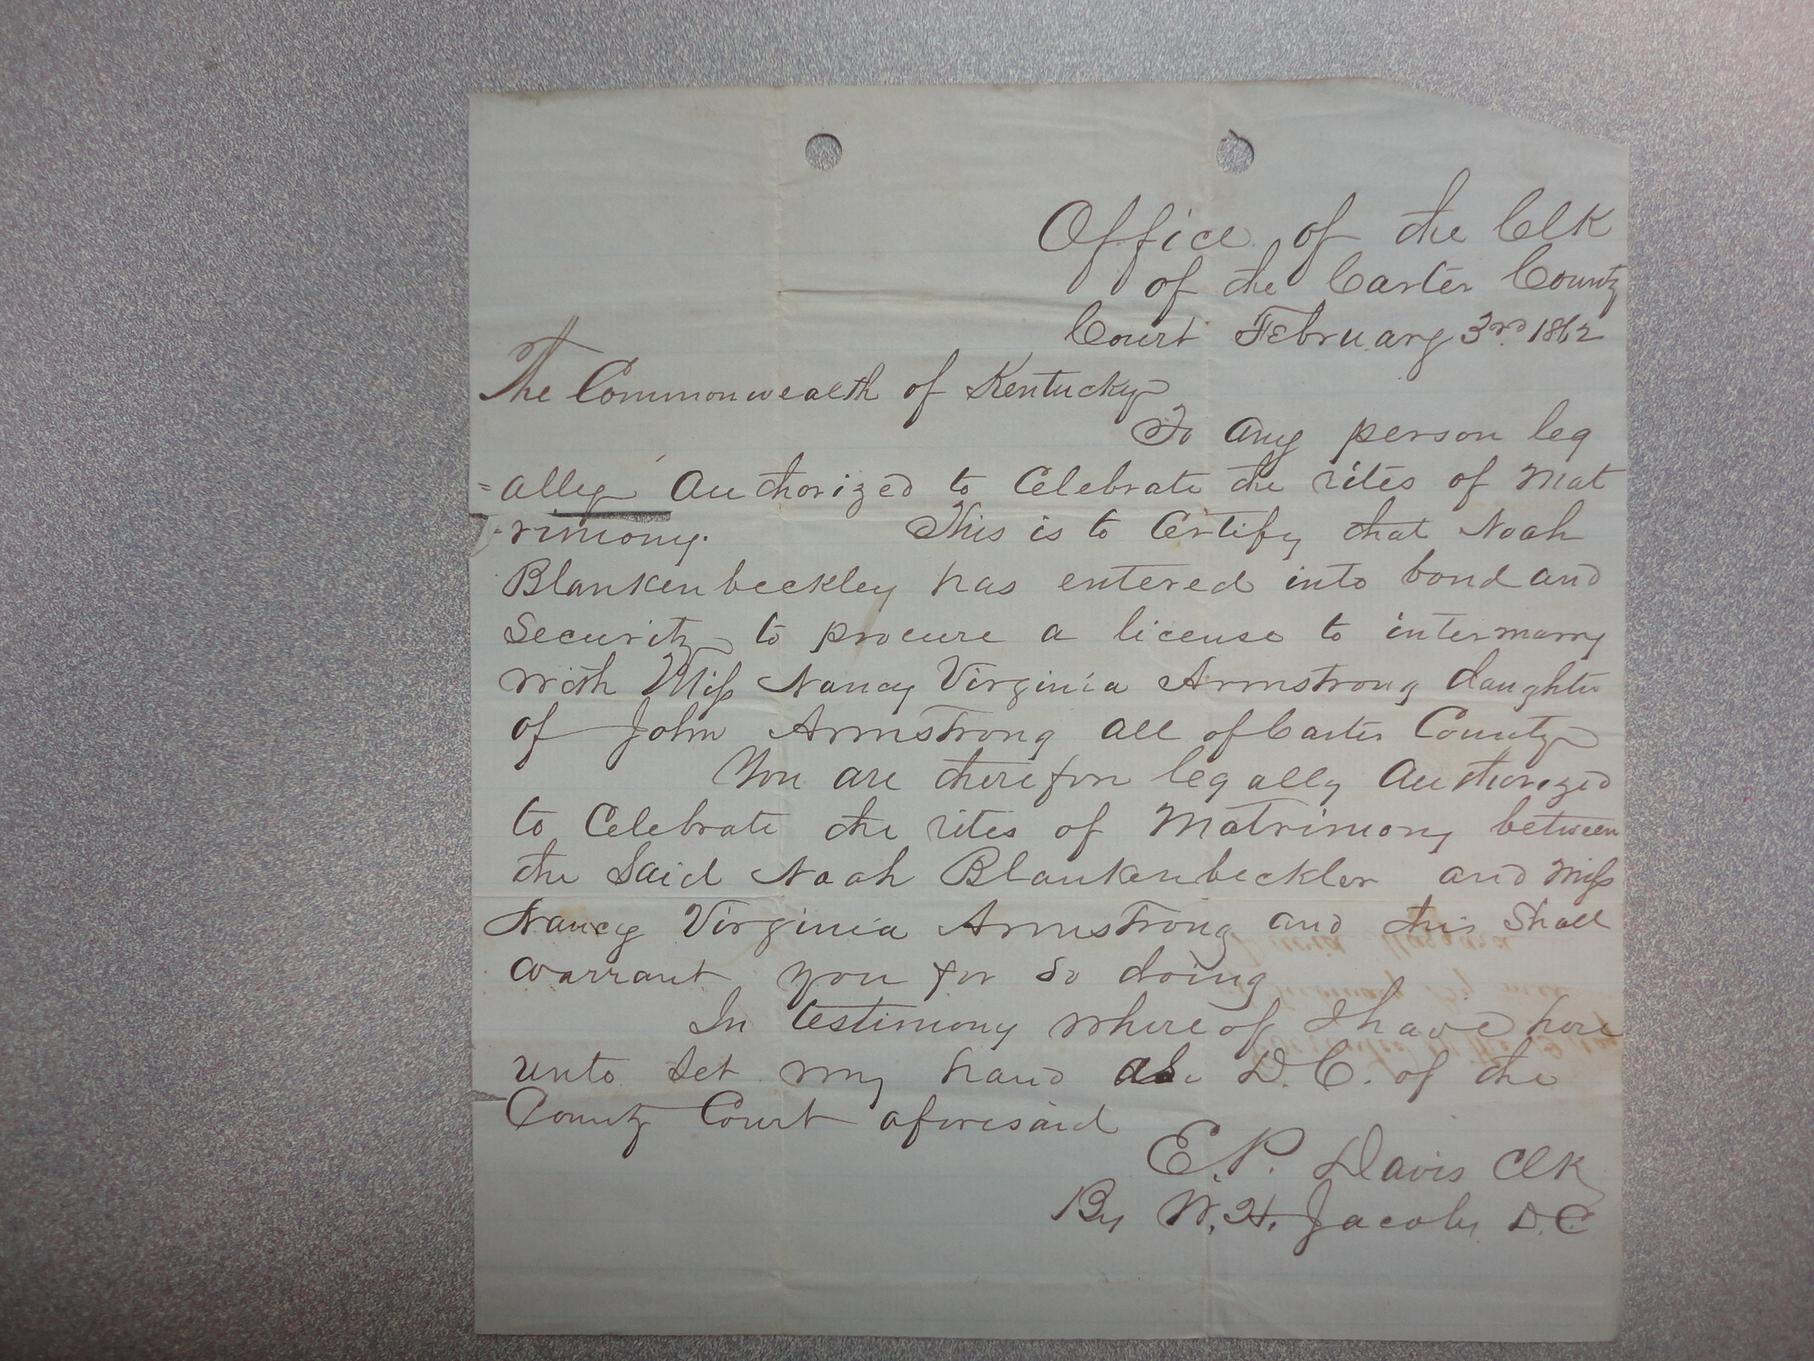 Office of the Clk
of the Carter County
Court February 3rd. 1862
The Commonwealth of Kentucky
To any person leg
=ally Authorized to Celebrate the rites of Mat
-rimony. This is to Certify that Noah
Blankenbeckley has entered into bond and
Security to procure a license to intermarry
with Miss Nancy Virginia Armstrong daughter
of John Armstrong all of Carter County
You are therefore legally Authorized
to Celebrate the rites of Matrimony between
the Said Noah Blankenbeckler and Miss
Nancy Virginia Armstrong and this Shall
warrant you for so doing
In testimony where of I have here
unto Set my hand as D.C. of the
County Court aforesaid
E.P. Davis Clk
By W.H. Jacobs D.C